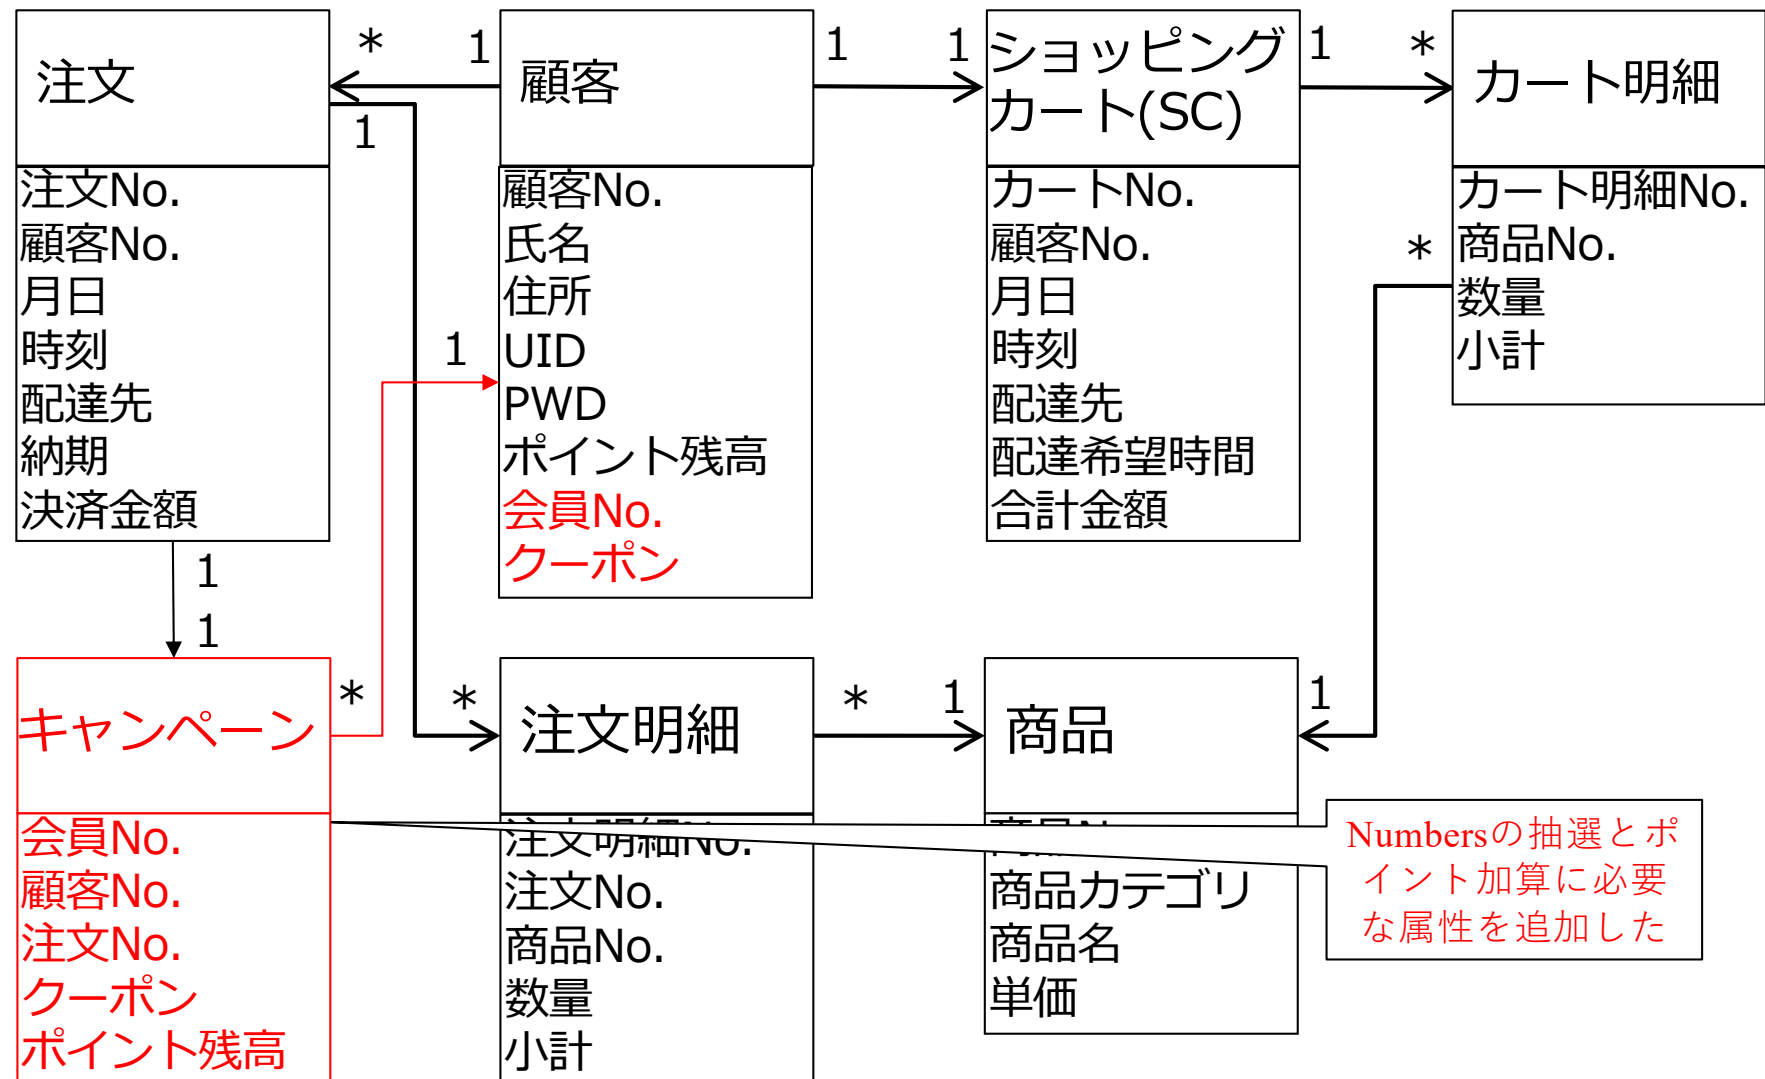 注文
注文No.
顧客No.
月日
時刻
配達先
納期
決済金額
*
1
1
顧客
顧客No.
氏名
住所
UID
PWD
ポイント残高
会員No.
クーポン
1
1
1
ショッピング
カート(SC)
カートNo.
顧客No.
月日
時刻
配達先
配達希望時間
合計金額
1
*
カート明細
カート明細No.
商品No.
数量
小計
*
1
1
キャンペーン
会員No.
顧客No.
注文No.
クーポン
ポイント残高
*
*
注文明細
注文明細No.
注文No.
商品No.
数量
小計
*
1
商品
商品カテゴリ
商品名
単価
1
Numbersの抽選とポ
イント加算に必要
な属性を追加した